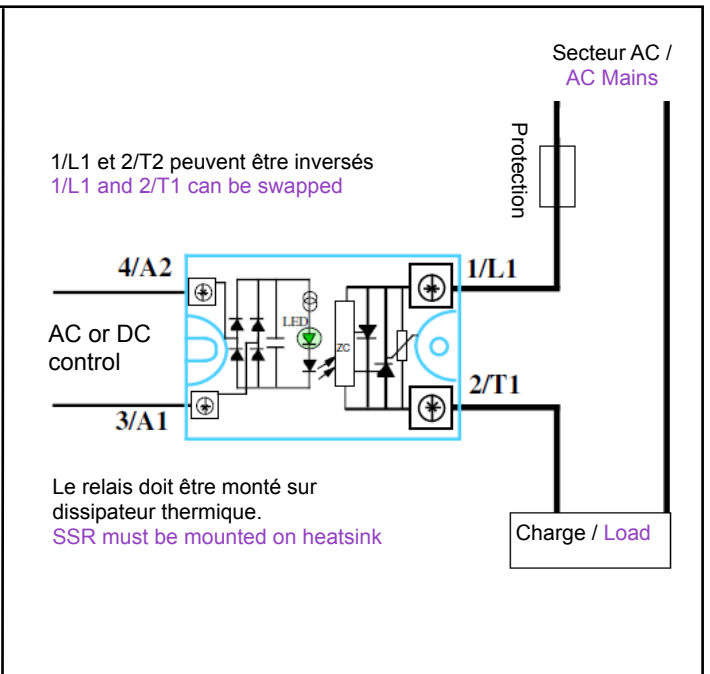 Secteur AC /
AC Mains
Protection
1/L1 et 2/T2 peuvent être inversés
1/L1 and 2/T1 can be swapped
4/A2
1/L1
LED
ZC
AC or DC
control
3/A1
2/T1
Le relais doit être monté sur
dissipateur thermique.
SSR must be mounted on heatsink
Charge / Load